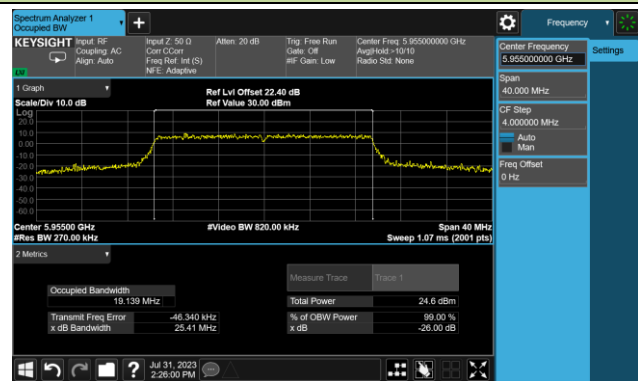 Spectrum Analyzer 1
Occupied BW
+
Frequency
KEYSIGHT
Input: RF
Coupling: AC
Align: Auto
Input Z: 50 Ω
Corr CCorr
Freq Ref: Int (S)
NFE: Adaptive
Atten: 20 dB
Trig: Free Run
Gate: Off
#IF Gain: Low
Center Freq: 5.955000000 GHz
Avg|Hold:>10/10
Radio Std: None
Center Frequency
5.955000000 GHz
Settings
Span
40.000 MHz
CF Step
4.000000 MHz
Auto
Man
Freq Offset
0 Hz
1 Graph
Scale/Div 10.0 dB
Ref Lvl Offset 22.40 dB
Ref Value 30.00 dBm
Log
20.0
10.0
0.00
-10.0
-20.0
-30.0
-40.0
-50.0
-60.0
Center 5.95500 GHz
#Video BW 820.00 kHz
Span 40 MHz
#Res BW 270.00 kHz
Sweep 1.07 ms (2001 pts)
2 Metrics
Measure Trace
Trace 1
Occupied Bandwidth
19.139 MHz
Total Power
24.6 dBm
Transmit Freq Error
-46.340 kHz
% of OBW Power
99.00 %
x dB Bandwidth
25.41 MHz
x dB
-26.00 dB
?
Jul 31, 2023
2:26:00 PM